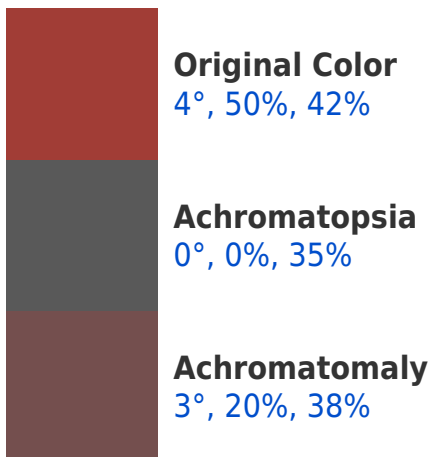 Original Color
4°, 50%, 42%
Achromatopsia
0°, 0%, 35%
Achromatomaly
3°, 20%, 38%